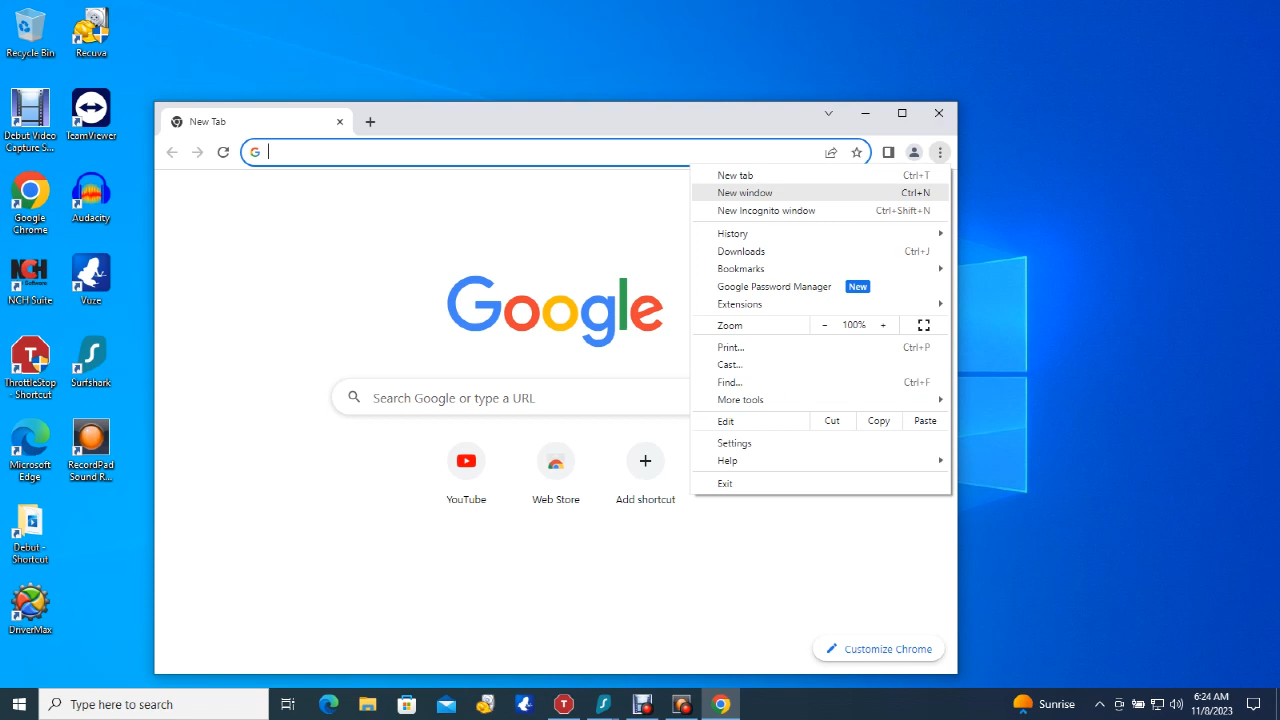 Recycle Bin
Recuva
Debut Video
Capture S...
TeamViewer
Google
Chrome
Audacity
NCH
Software
NCH Suite
Vuze
T
ThrottleStop
- Shortcut
Surfshark
Microsoft
Edge
RecordPad
Sound R...
Debut -
Shortcut
DriverMax
New Tab
New tab Ctrl+T
New window Ctrl+N
New Incognito window Ctrl+Shift+N
History
Downloads Ctrl+J
Bookmarks
Google Password Manager New
Extensions
Zoom - 100% +
Print... Ctrl+P
Cast...
Find... Ctrl+F
More tools
Edit Cut Copy Paste
Settings
Help
Exit
Google
Search Google or type a URL
YouTube
Web Store
Add shortcut
Customize Chrome
Type here to search
T
Sunrise
6:24 AM
11/8/2023